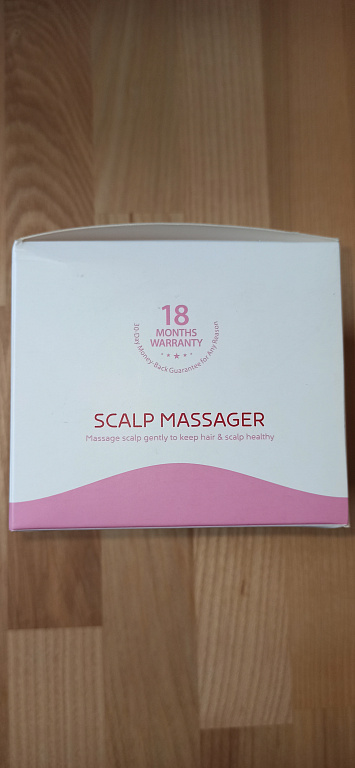 18
MONTHS
WARRANTY
30-Day Money-Back Guarantee for Any Reason
SCALP MASSAGER
Massage scalp gently to keep hair & scalp healthy